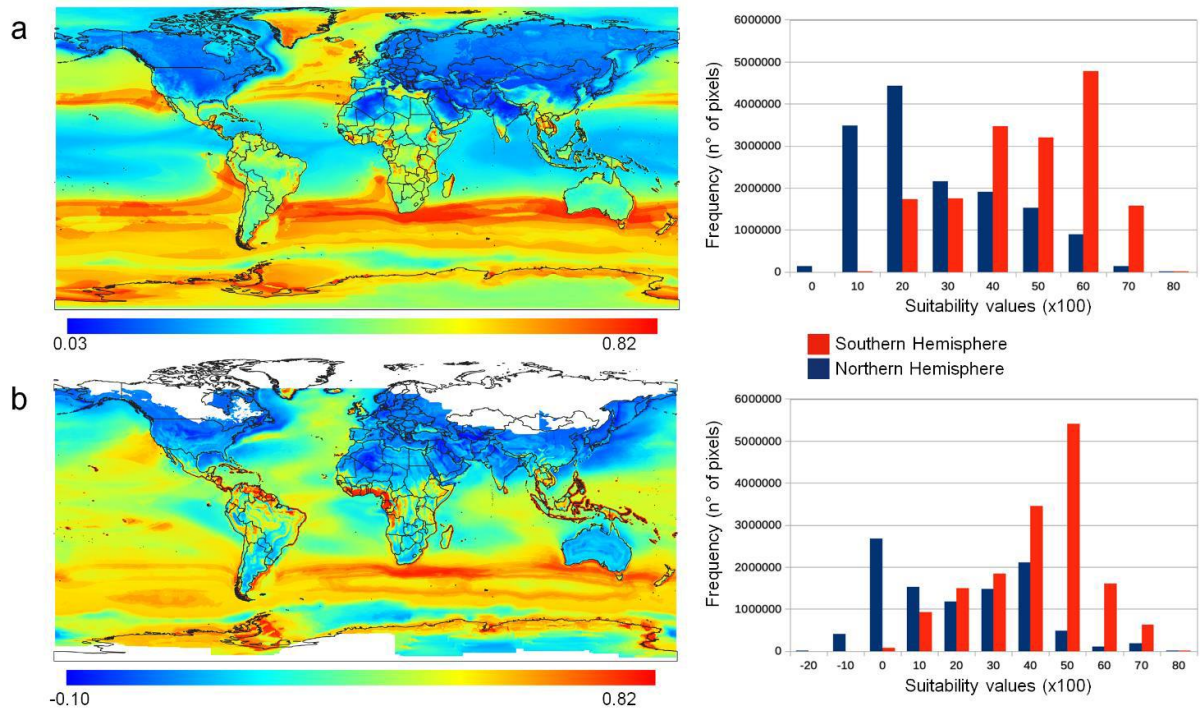 a
0.03
0.82
6000000
5000000
4000000
3000000
2000000
1000000
0
Frequency (n° of pixels)
0 10 20 30 40 50 60 70 80
Suitability values (x100)
Southern Hemisphere
Northern Hemisphere
b
-0.10
0.82
6000000
5000000
4000000
3000000
2000000
1000000
0
Frequency (n° of pixels)
-20 -10 0 10 20 30 40 50 60 70 80
Suitability values (x100)